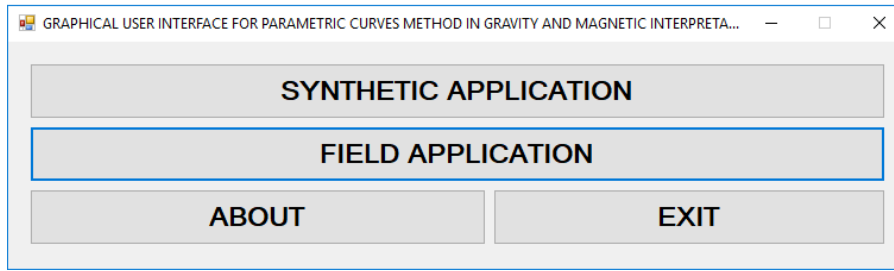 GRAPHICAL USER INTERFACE FOR PARAMETRIC CURVES METHOD IN GRAVITY AND MAGNETIC INTERPRETA...
SYNTHETIC APPLICATION
FIELD APPLICATION
ABOUT EXIT